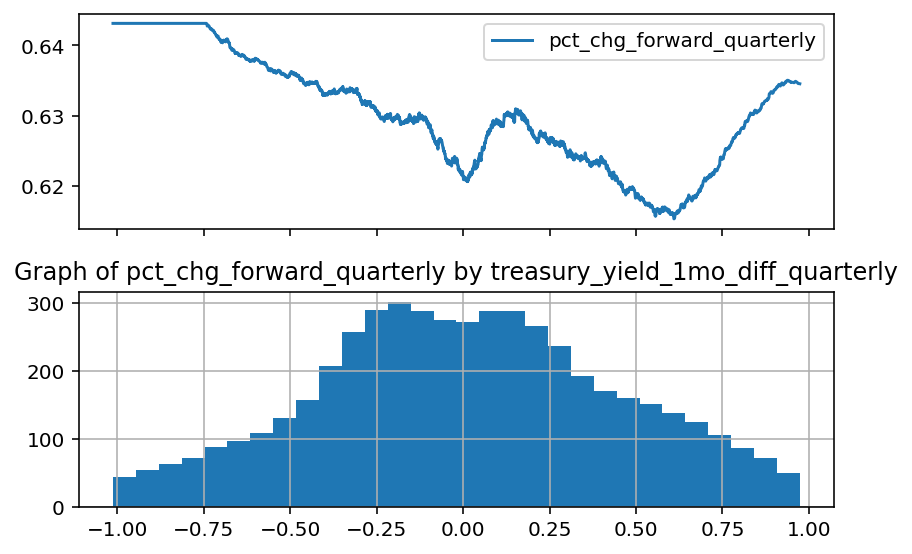 pct_chg_forward_quarterly
0.64
0.63
0.62
Graph of pct_chg_forward_quarterly by treasury_yield_1mo_diff_quarterly
300
200
100
0
−1.00 −0.75 −0.50 −0.25 0.00 0.25 0.50 0.75 1.00